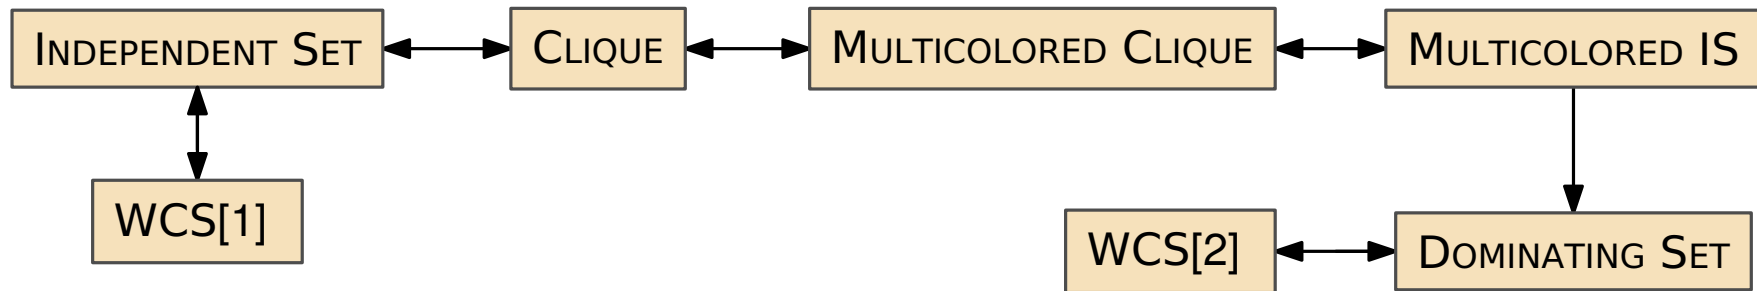 INDEPENDENT SET
CLIQUE
MULTICOLORED CLIQUE
MULTICOLORED IS
WCS[1]
WCS[2]
DOMINATING SET